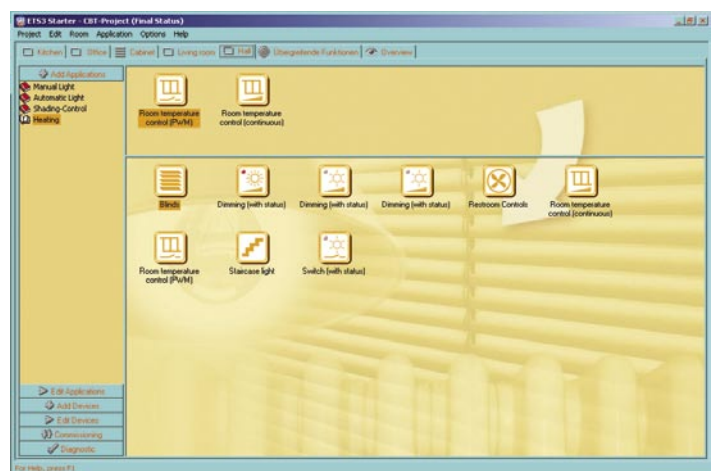 ETS3 Starter - CBT-Project (Final Status)
Project Edit Room Application Options Help
Kitchen Office Cabinet Living room Hall Übergreifende Funktionen Overview
Add Applications
Manual Light
Automatic Light
Shading-Control
Heating
Room temperature control (PWM)
Room temperature control (continuous)
Blinds
Dimming (with status)
Dimming (with status)
Dimming (with status)
Restroom Controls
Room temperature control (continuous)
Room temperature control (PWM)
Staircase light
Switch (with status)
Edit Applications
Add Devices
Edit Devices
Commissioning
Diagnostic
For Help, press F1